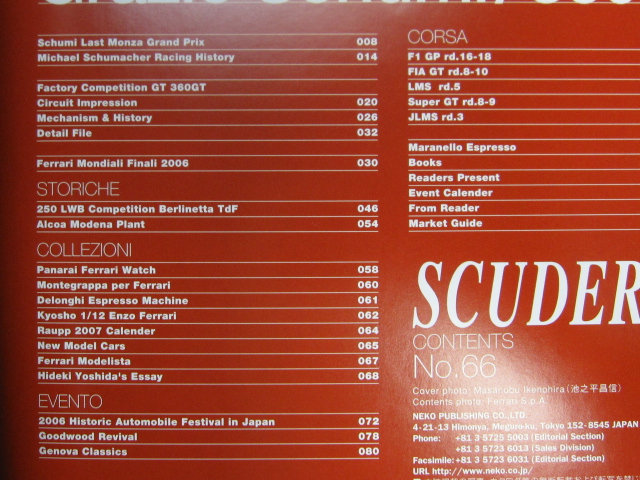 Schumi Last Monza Grand Prix 008
Michael Schumacher Racing History 014
Factory Competition GT 360GT
Circuit Impression 020
Mechanism & History 026
Detail File 032
Ferrari Mondiali Finali 2006 030
STORICHE
250 LWB Competition Berlinetta TdF 046
Alcoa Modena Plant 054
COLLEZIONI
Panarai Ferrari Watch 058
Montegrappa per Ferrari 060
Delonghi Espresso Machine 061
Kyosho 1/12 Enzo Ferrari 062
Raupp 2007 Calender 064
New Model Cars 065
Ferrari Modelista 067
Hideki Yoshida's Essay 068
EVENTO
2006 Historic Automobile Festival in Japan 072
Goodwood Revival 078
Genova Classics 080
CORSA
F1 GP rd.16-18
FIA GT rd.8-10
LMS rd.5
Super GT rd.8-9
JLMS rd.3
Maranello Espresso
Books
Readers Present
Event Calender
From Reader
Market Guide
SCUDER
CONTENTS
No.66
Cover photo: Masanobu Ikenohira (池之平昌信)
Contents photo: Ferrari S.p.A.
NEKO PUBLISHING CO.,LTD.
4-21-13 Himonya, Meguro-ku, Tokyo 152-8545 JAPAN
Phone: +81 3 5725 5003 (Editorial Section)
+81 3 5723 6013 (Sales Division)
Facsimile: +81 3 5723 6031 (Editorial Section)
URL http://www.neko.co.jp/